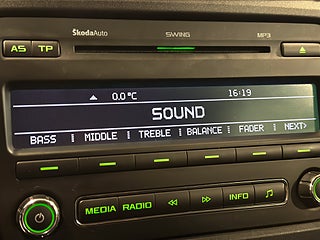 ŠkodaAuto SWING MP3
AS TP
0.0°C 16:19
SOUND
BASS MIDDLE TREBLE BALANCE FADER NEXT>
MEDIA RADIO INFO